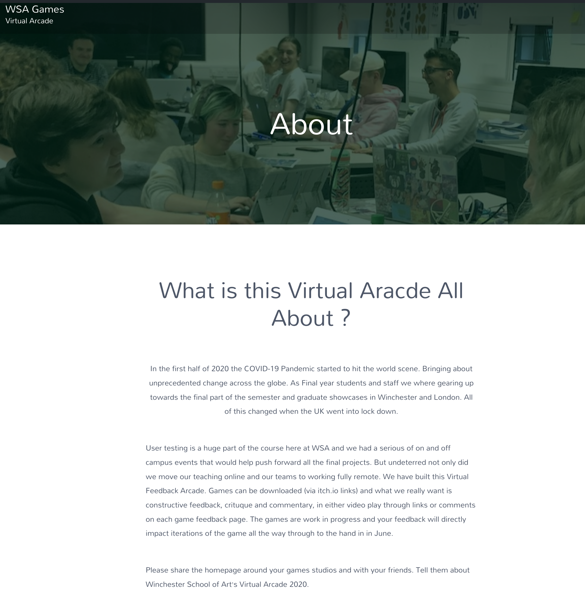 WSA Games
Virtual Arcade
About
What is this Virtual Aracde All
About ?
In the first half of 2020 the COVID-19 Pandemic started to hit the world scene. Bringing about
unprecedented change across the globe. As Final year students and staff we where gearing up
towards the final part of the semester and graduate showcases in Winchester and London. All
of this changed when the UK went into lock down.
User testing is a huge part of the course here at WSA and we had a serious of on and off
campus events that would help push forward all the final projects. But undeterred not only did
we move our teaching online and our teams to working fully remote. We have built this Virtual
Feedback Arcade. Games can be downloaded (via itch.io links) and what we really want is
constructive feedback, crituque and commentary, in either video play through links or comments
on each game feedback page. The games are work in progress and your feedback will directly
impact iterations of the game all the way through to the hand in in June.
Please share the homepage around your games studios and with your friends. Tell them about
Winchester School of Art's Virtual Arcade 2020.